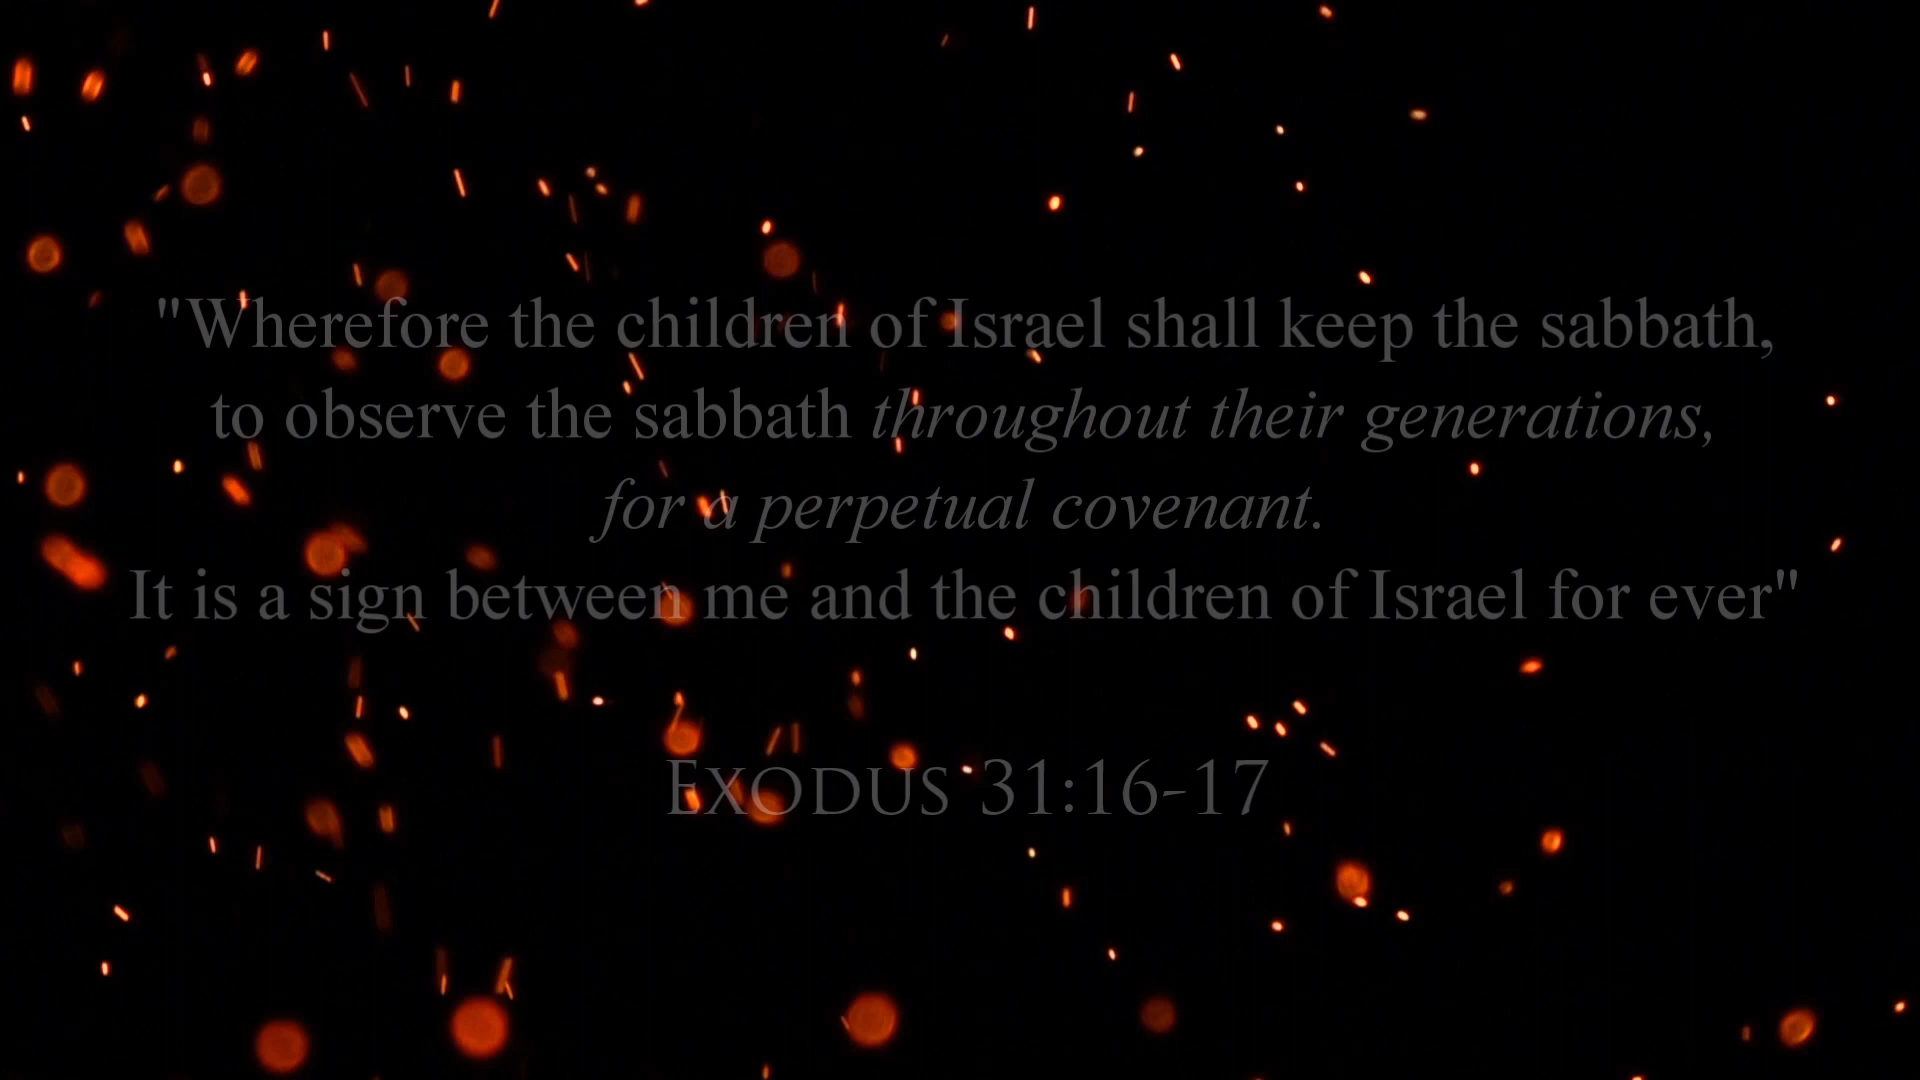 "Wherefore the children of Israel shall keep the sabbath,
to observe the sabbath throughout their generations,
for a perpetual covenant.
It is a sign between me and the children of Israel for ever"
Exodus 31:16-17